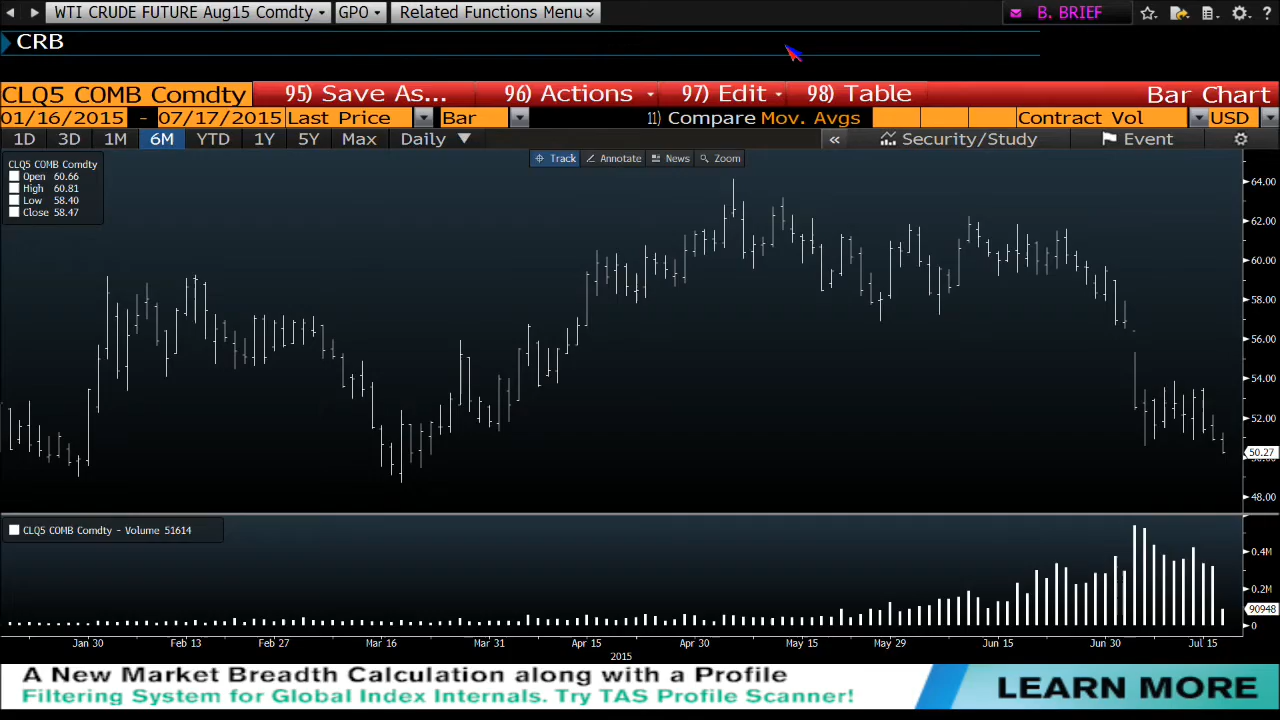 WTI CRUDE FUTURE Aug15 Comdty GPO Related Functions Menu B. BRIEF ?
CRB
CLQ5 COMB Comdty 95) Save As... 96) Actions 97) Edit 98) Table Bar Chart
01/16/2015 - 07/17/2015 Last Price Bar 11) Compare Mov. Avgs Contract Vol USD
1D 3D 1M 6M YTD 1Y 5Y Max Daily « Security/Study Event
Track Annotate News Zoom
CLQ5 COMB Comdty
Open 60.66
High 60.81
Low 58.40
Close 58.47
64.00
62.00
60.00
58.00
56.00
54.00
52.00
50.27
48.00
CLQ5 COMB Comdty - Volume 51614
0.4M
0.2M
90948
0
Jan 30 Feb 13 Feb 27 Mar 16 Mar 31 Apr 15 Apr 30 May 15 May 29 Jun 15 Jun 30 Jul 15
2015
A New Market Breadth Calculation along with a Profile
Filtering System for Global Index Internals. Try TAS Profile Scanner!
LEARN MORE